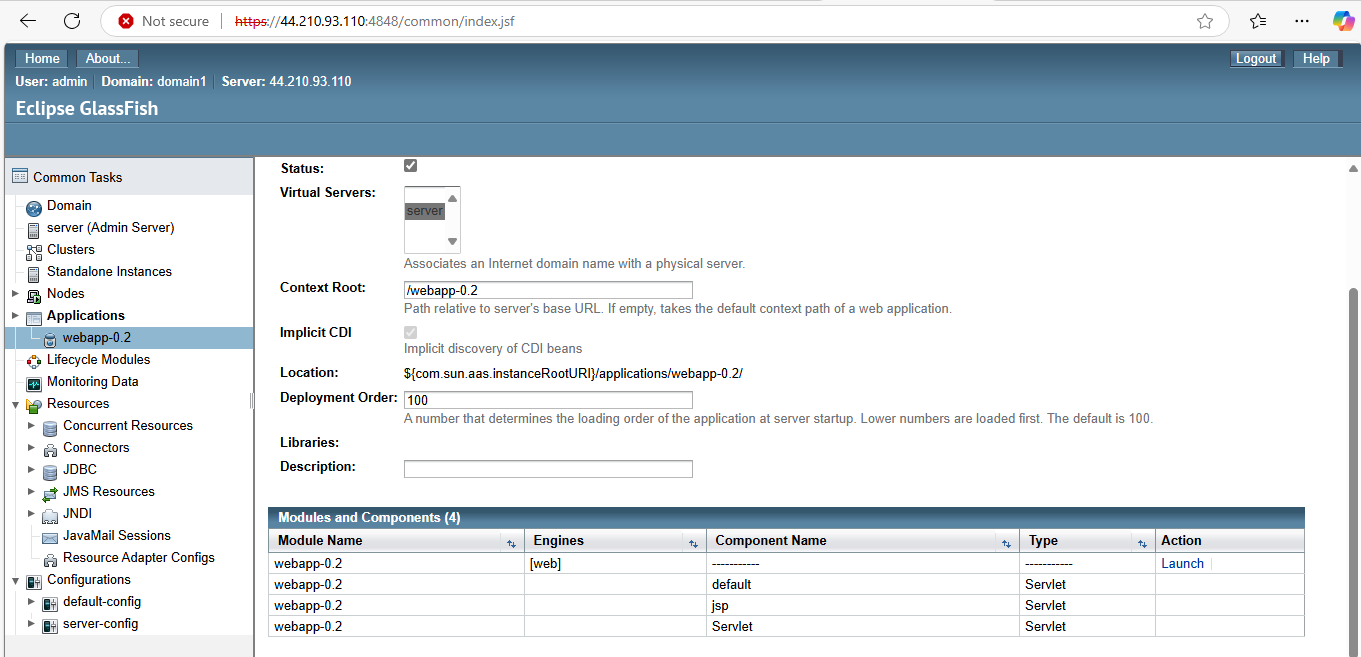 Not secure https://44.210.93.110:4848/common/index.jsf
Home About... Logout Help
User: admin Domain: domain1 Server: 44.210.93.110
Eclipse GlassFish
Common Tasks
Domain
server (Admin Server)
Clusters
Standalone Instances
Nodes
Applications
webapp-0.2
Lifecycle Modules
Monitoring Data
Resources
Concurrent Resources
Connectors
JDBC
JMS Resources
JNDI
JavaMail Sessions
Resource Adapter Configs
Configurations
default-config
server-config
Status:
Virtual Servers:
server
Associates an Internet domain name with a physical server.
Context Root: /webapp-0.2
Path relative to server's base URL. If empty, takes the default context path of a web application.
Implicit CDI
Implicit discovery of CDI beans
Location: ${com.sun.aas.instanceRootURI}/applications/webapp-0.2/
Deployment Order: 100
A number that determines the loading order of the application at server startup. Lower numbers are loaded first. The default is 100.
Libraries:
Description:
Modules and Components (4)
Module Name Engines Component Name Type Action
webapp-0.2 [web] ----------- ----------- Launch
webapp-0.2 default Servlet
webapp-0.2 jsp Servlet
webapp-0.2 Servlet Servlet